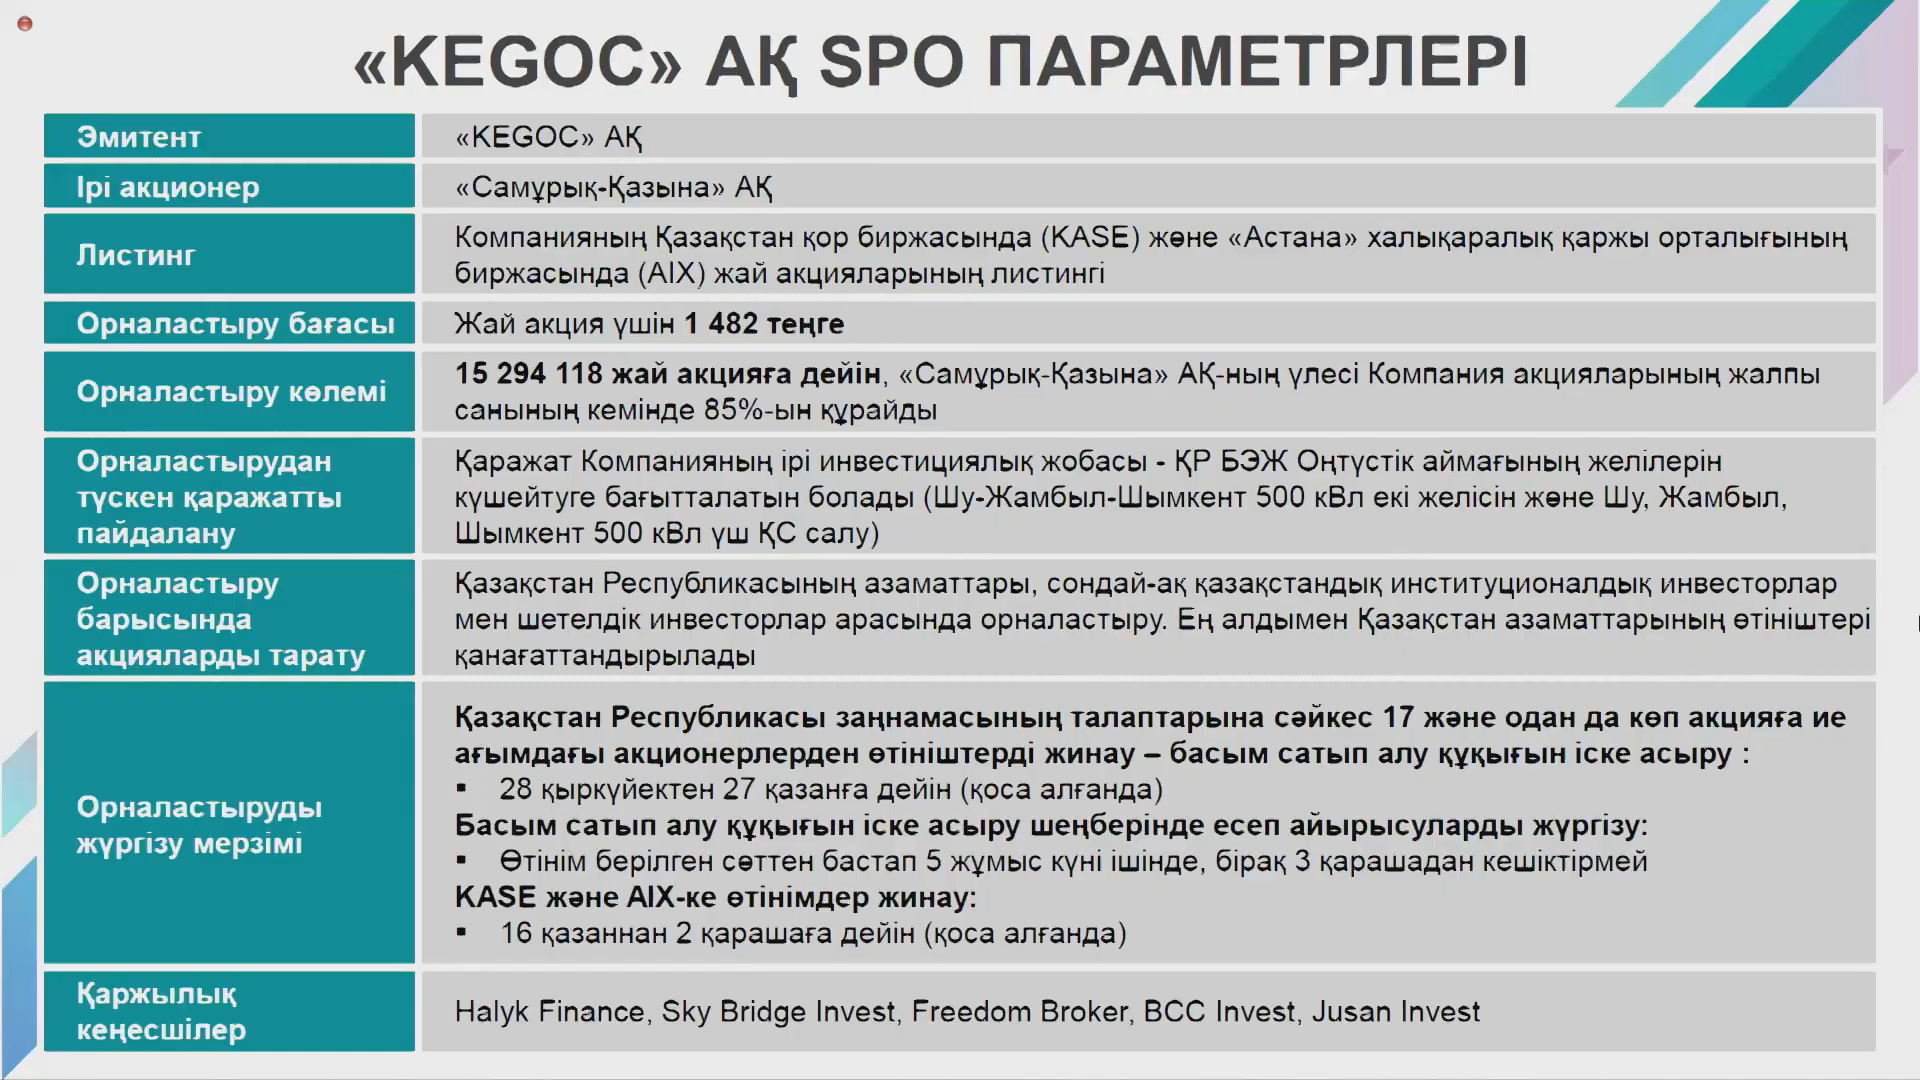 «KEGOC» АҚ SPO ПАРАМЕТРЛЕРІ
Эмитент
«KEGOC» АҚ
Ірі акционер
«Самұрық-Қазына» АҚ
Листинг
Компанияның Қазақстан қор биржасында (KASE) және «Астана» халықаралық қаржы орталығының
биржасында (AIX) жай акцияларының листингі
Орналастыру бағасы
Жай акция үшін 1 482 теңге
Орналастыру көлемі
15 294 118 жай акцияға дейін, «Самұрық-Қазына» АҚ-ның үлесі Компания акцияларының жалпы
санының кемінде 85%-ын құрайды
Орналастырудан
түскен қаражатты
пайдалану
Қаражат Компанияның ірі инвестициялық жобасы - ҚР БЭЖ Оңтүстік аймағының желілерін
күшейтуге бағытталатын болады (Шу-Жамбыл-Шымкент 500 кВл екі желісін және Шу, Жамбыл,
Шымкент 500 кВл үш ҚС салу)
Орналастыру
барысында
акцияларды тарату
Қазақстан Республикасының азаматтары, сондай-ақ қазақстандық институционалдық инвесторлар
мен шетелдік инвесторлар арасында орналастыру. Ең алдымен Қазақстан азаматтарының өтініштері
қанағаттандырылады
Орналастыруды
жүргізу мерзімі
Қазақстан Республикасы заңнамасының талаптарына сәйкес 17 және одан да көп акцияға ие
ағымдағы акционерлерден өтініштерді жинау – басым сатып алу құқығын іске асыру :
▪ 28 қыркүйектен 27 қазанға дейін (қоса алғанда)
Басым сатып алу құқығын іске асыру шеңберінде есеп айырысуларды жүргізу:
▪ Өтінім берілген сәттен бастап 5 жұмыс күні ішінде, бірақ 3 қарашадан кешіктірмей
KASE және AIX-ке өтінімдер жинау:
▪ 16 қазаннан 2 қарашаға дейін (қоса алғанда)
Қаржылық
кеңесшілер
Halyk Finance, Sky Bridge Invest, Freedom Broker, BCC Invest, Jusan Invest